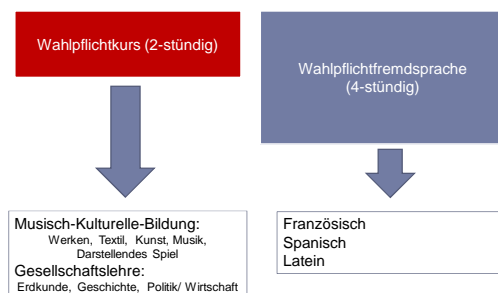 Wahlpflichtkurs (2-stündig)
Wahlpflichtfremdsprache
(4-stündig)
Musisch-Kulturelle-Bildung:
Werken, Textil, Kunst, Musik,
Darstellendes Spiel
Gesellschaftslehre:
Erdkunde, Geschichte, Politik/ Wirtschaft
Französisch
Spanisch
Latein